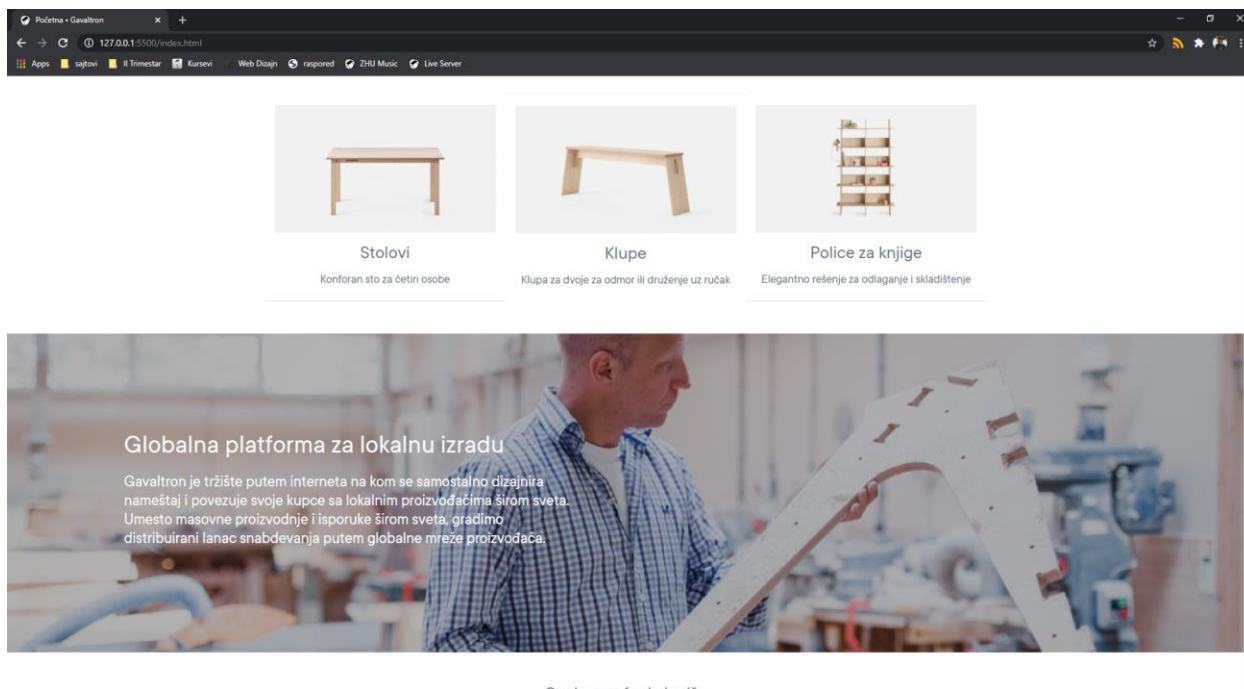 Početna • Gavaltron
127.0.0.1:5500/index.html
Apps sajtovi II Trimestar Kursevi Web Dizajn raspored ZHU Music Live Server
Stolovi
Konforan sto za četiri osobe
Klupe
Klupa za dvoje za odmor ili druženje uz ručak
Police za knjige
Elegantno rešenje za odlaganje i skladištenje
Globalna platforma za lokalnu izradu
Gavaltron je tržište putem interneta na kom se samostalno dizajnira
nameštaj i povezuje svoje kupce sa lokalnim proizvođačima širom sveta.
Umesto masovne proizvodnje i isporuke širom sveta, gradimo
distribuirani lanac snabdevanja putem globalne mreže proizvođača.